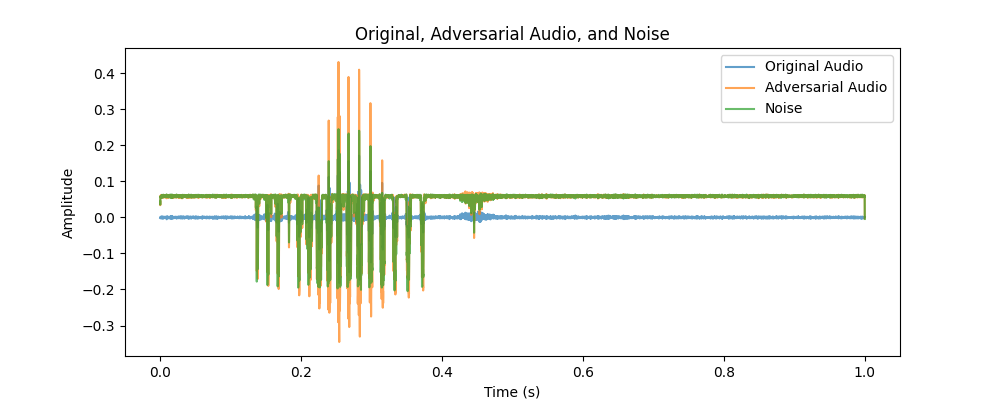 Original, Adversarial Audio, and Noise
Original Audio
Adversarial Audio
Noise
Amplitude
0.4
0.3
0.2
0.1
0.0
−0.1
−0.2
−0.3
0.0 0.2 0.4 0.6 0.8 1.0
Time (s)